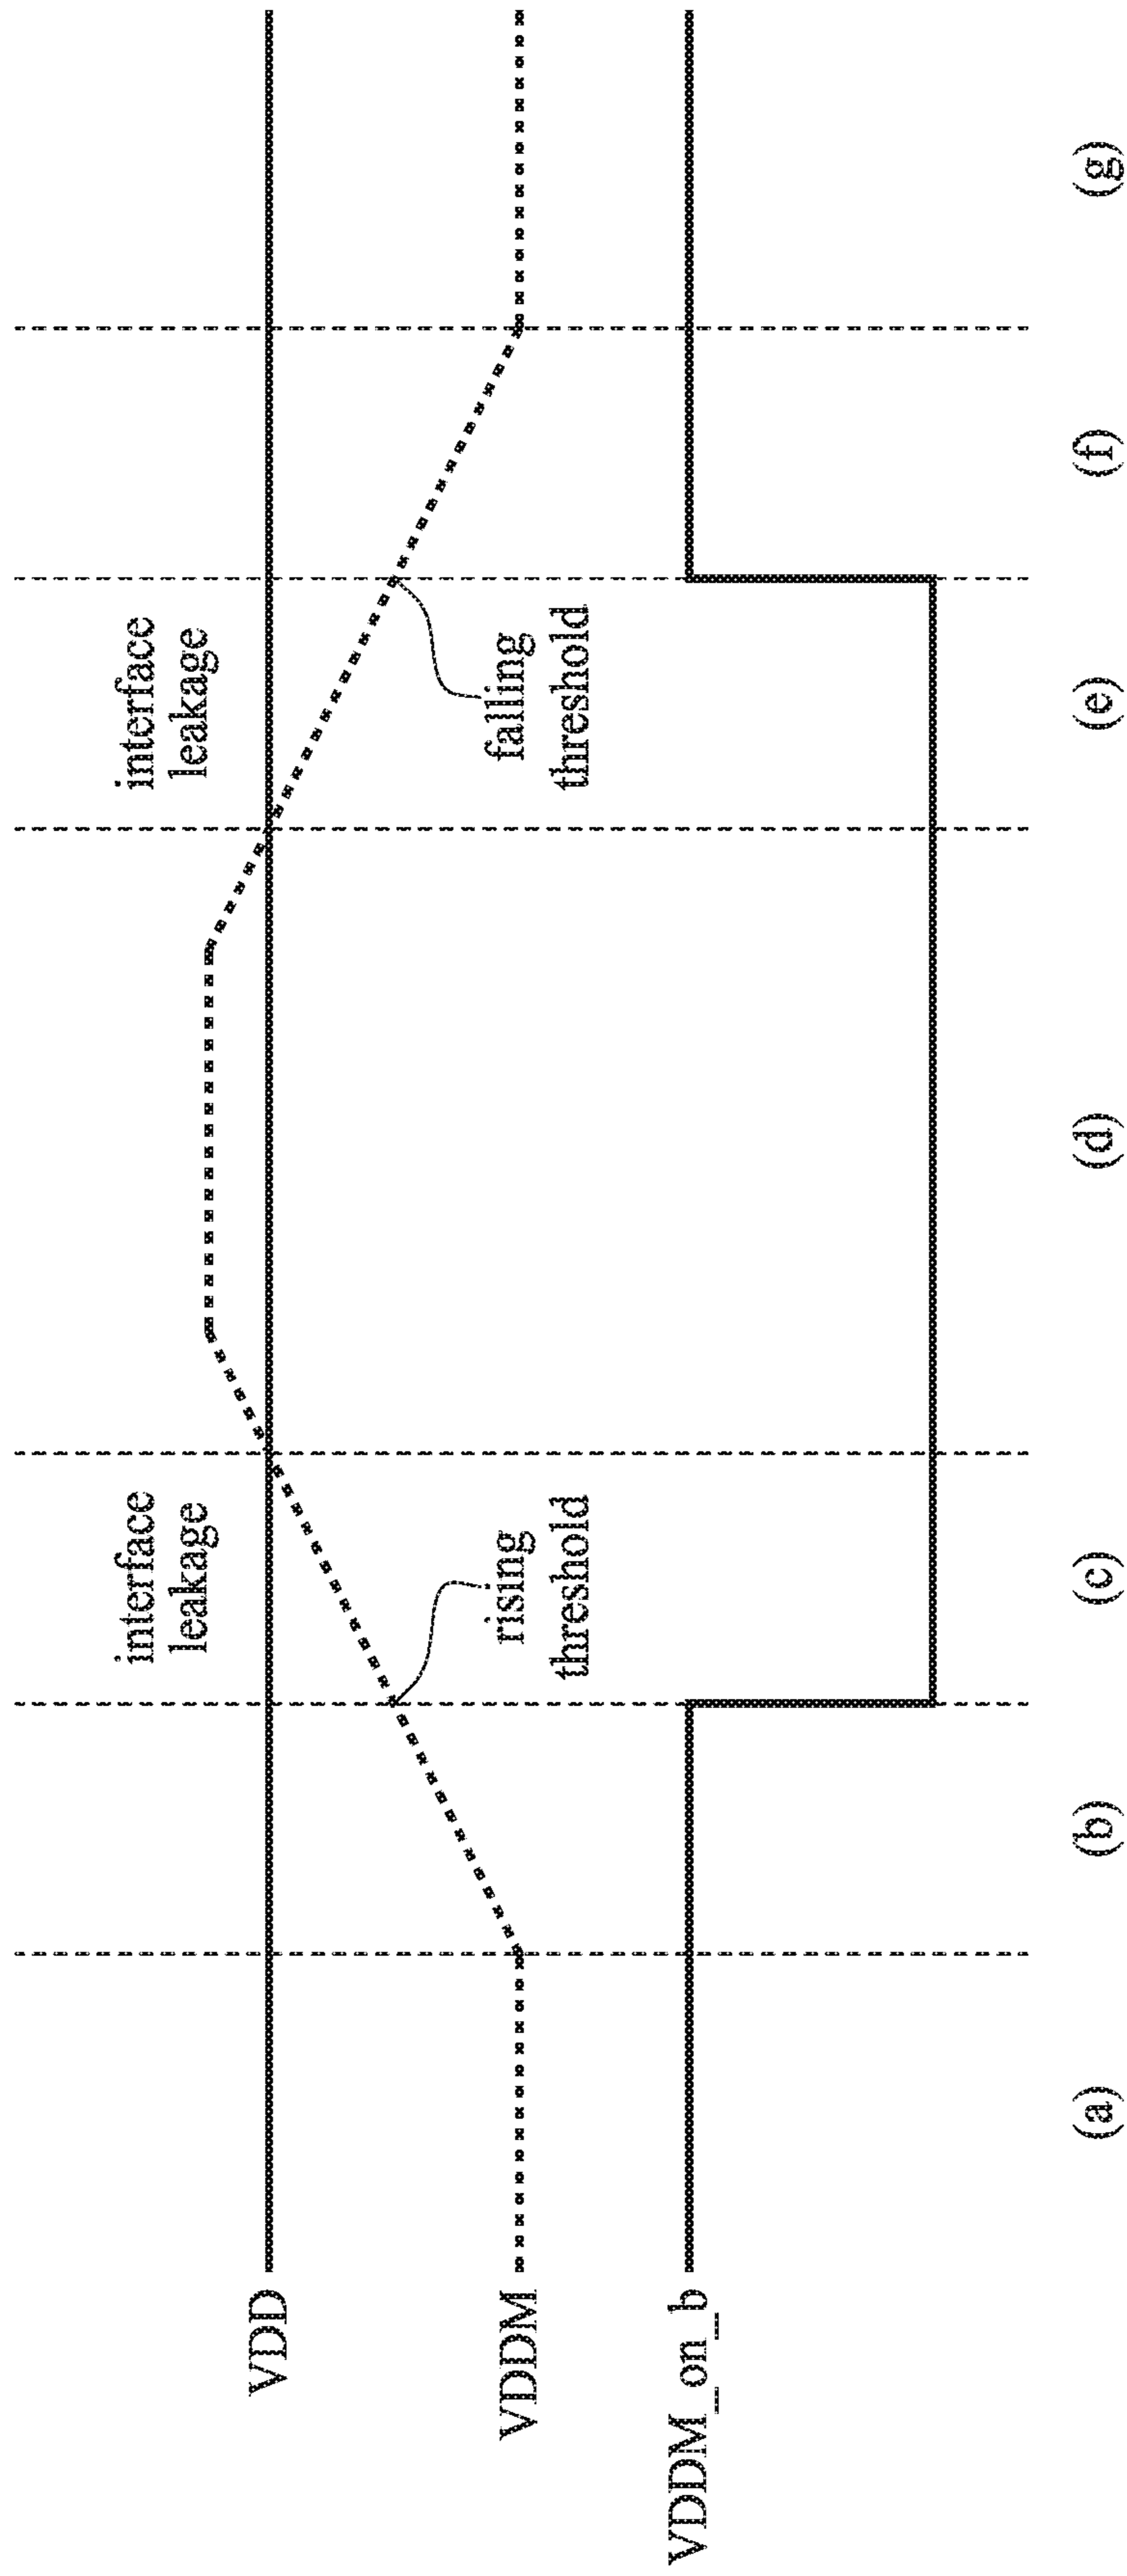 interface
leakage
interface
leakage
VDD
rising
threshold
falling
threshold
VDDM
VDDM_on_b
(a)
(b)
(c)
(d)
(e)
(f)
(g)